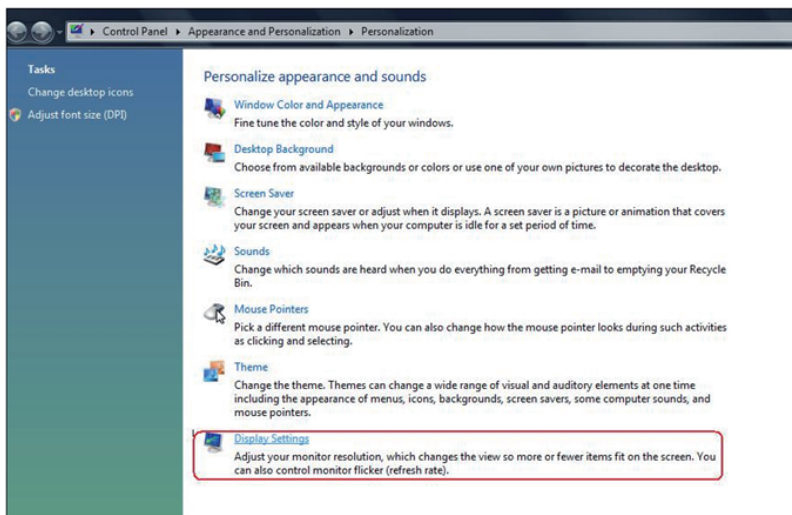 Control Panel ▸ Appearance and Personalization ▸ Personalization
Tasks
Change desktop icons
Adjust font size (DPI)
Personalize appearance and sounds
Window Color and Appearance
Fine tune the color and style of your windows.
Desktop Background
Choose from available backgrounds or colors or use one of your own pictures to decorate the desktop.
Screen Saver
Change your screen saver or adjust when it displays. A screen saver is a picture or animation that covers
your screen and appears when your computer is idle for a set period of time.
Sounds
Change which sounds are heard when you do everything from getting e-mail to emptying your Recycle
Bin.
Mouse Pointers
Pick a different mouse pointer. You can also change how the mouse pointer looks during such activities
as clicking and selecting.
Theme
Change the theme. Themes can change a wide range of visual and auditory elements at one time
including the appearance of menus, icons, backgrounds, screen savers, some computer sounds, and
mouse pointers.
Display Settings
Adjust your monitor resolution, which changes the view so more or fewer items fit on the screen. You
can also control monitor flicker (refresh rate).